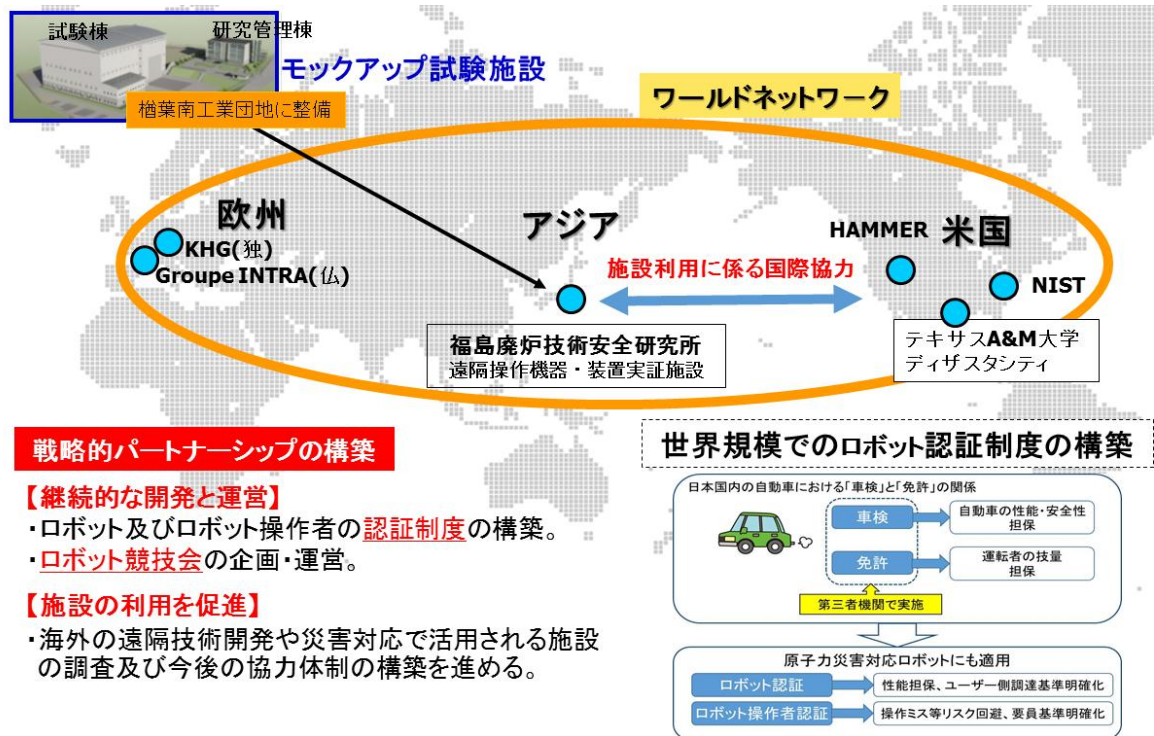 試験棟
研究管理棟
モックアップ試験施設
楢葉南工業団地に整備
ワールドネットワーク
欧州
KHG(独)
Groupe INTRA(仏)
アジア
HAMMER
米国
施設利用に係る国際協力
NIST
福島廃炉技術安全研究所
遠隔操作機器・装置実証施設
テキサスA&M大学
ディザスタシティ
戦略的パートナーシップの構築
【継続的な開発と運営】
・ロボット及びロボット操作者の認証制度の構築。
・ロボット競技会の企画・運営。
【施設の利用を促進】
・海外の遠隔技術開発や災害対応で活用される施設
の調査及び今後の協力体制の構築を進める。
世界規模でのロボット認証制度の構築
日本国内の自動車における「車検」と「免許」の関係
車検
自動車の性能・安全性
担保
免許
運転者の技量
担保
第三者機関で実施
原子力災害対応ロボットにも適用
ロボット認証
性能担保、ユーザー側調達基準明確化
ロボット操作者認証
操作ミス等リスク回避、要員基準明確化